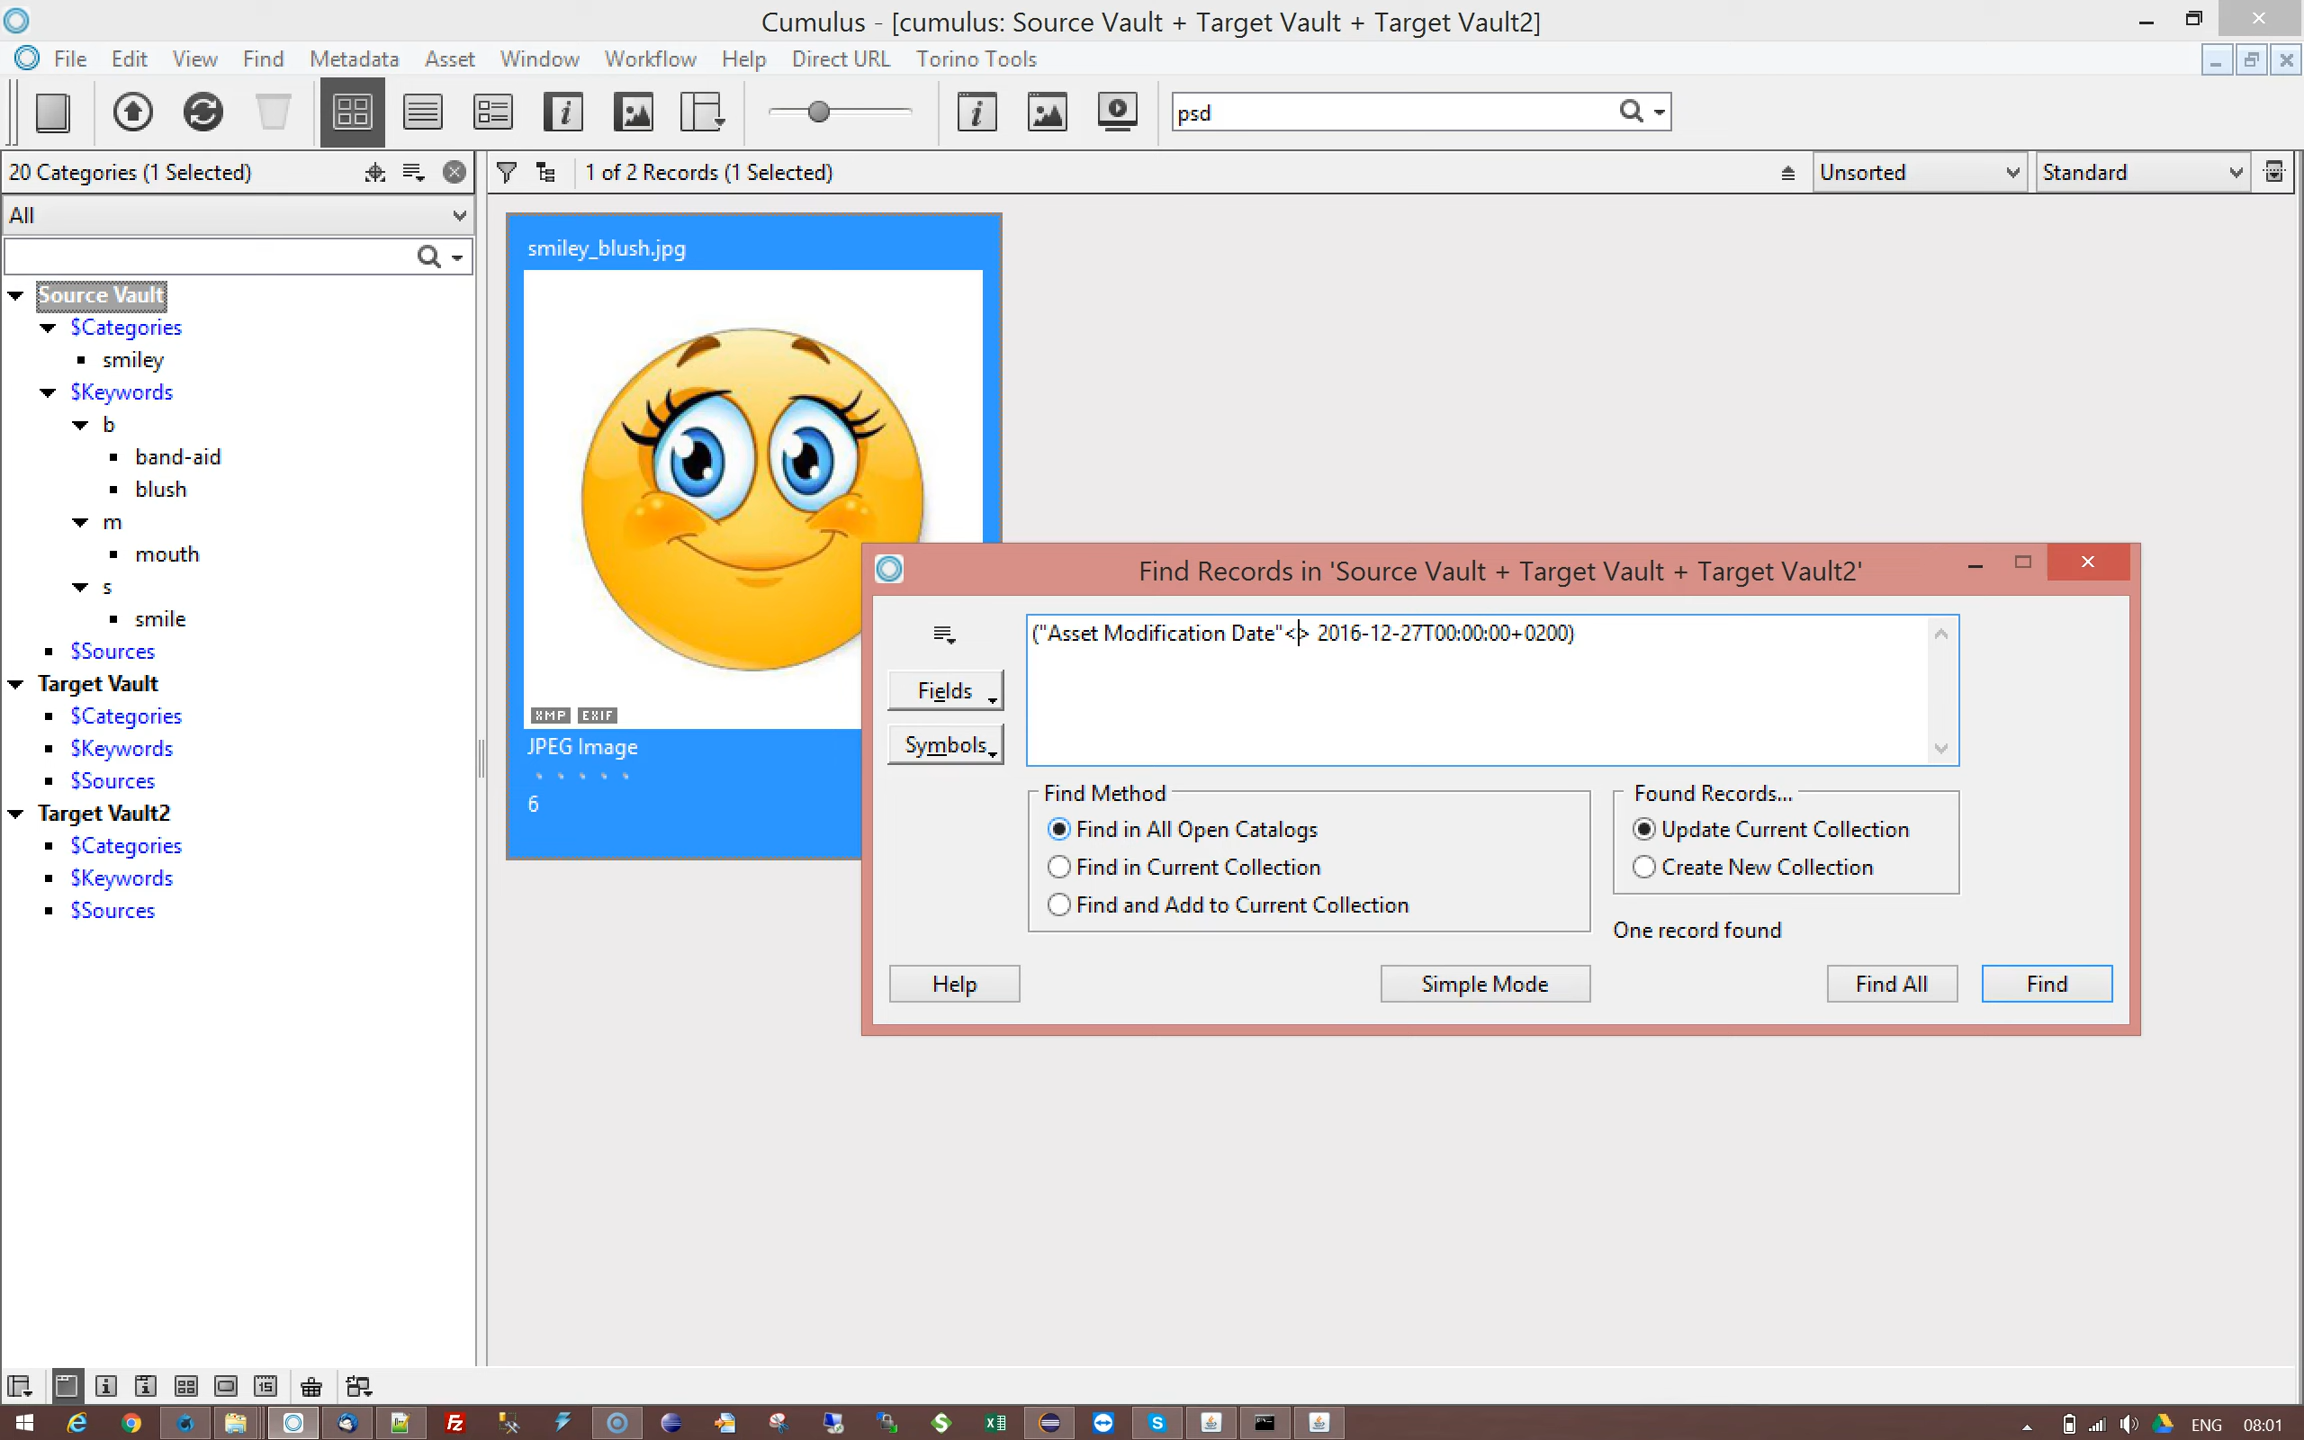 Cumulus - [cumulus: Source Vault + Target Vault + Target Vault2]
File Edit View Find Metadata Asset Window Workflow Help Direct URL Torino Tools
psd
20 Categories (1 Selected)
1 of 2 Records (1 Selected)
Unsorted
Standard
All
Source Vault
$Categories
smiley
$Keywords
b
band-aid
blush
m
mouth
s
smile
$Sources
Target Vault
$Categories
$Keywords
$Sources
Target Vault2
$Categories
$Keywords
$Sources
smiley_blush.jpg
XMP EXIF
JPEG Image
6
Find Records in 'Source Vault + Target Vault + Target Vault2'
("Asset Modification Date"<> 2016-12-27T00:00:00+0200)
Fields
Symbols
Find Method
Find in All Open Catalogs
Find in Current Collection
Find and Add to Current Collection
Found Records...
Update Current Collection
Create New Collection
One record found
Help
Simple Mode
Find All
Find
15
ENG
08:01